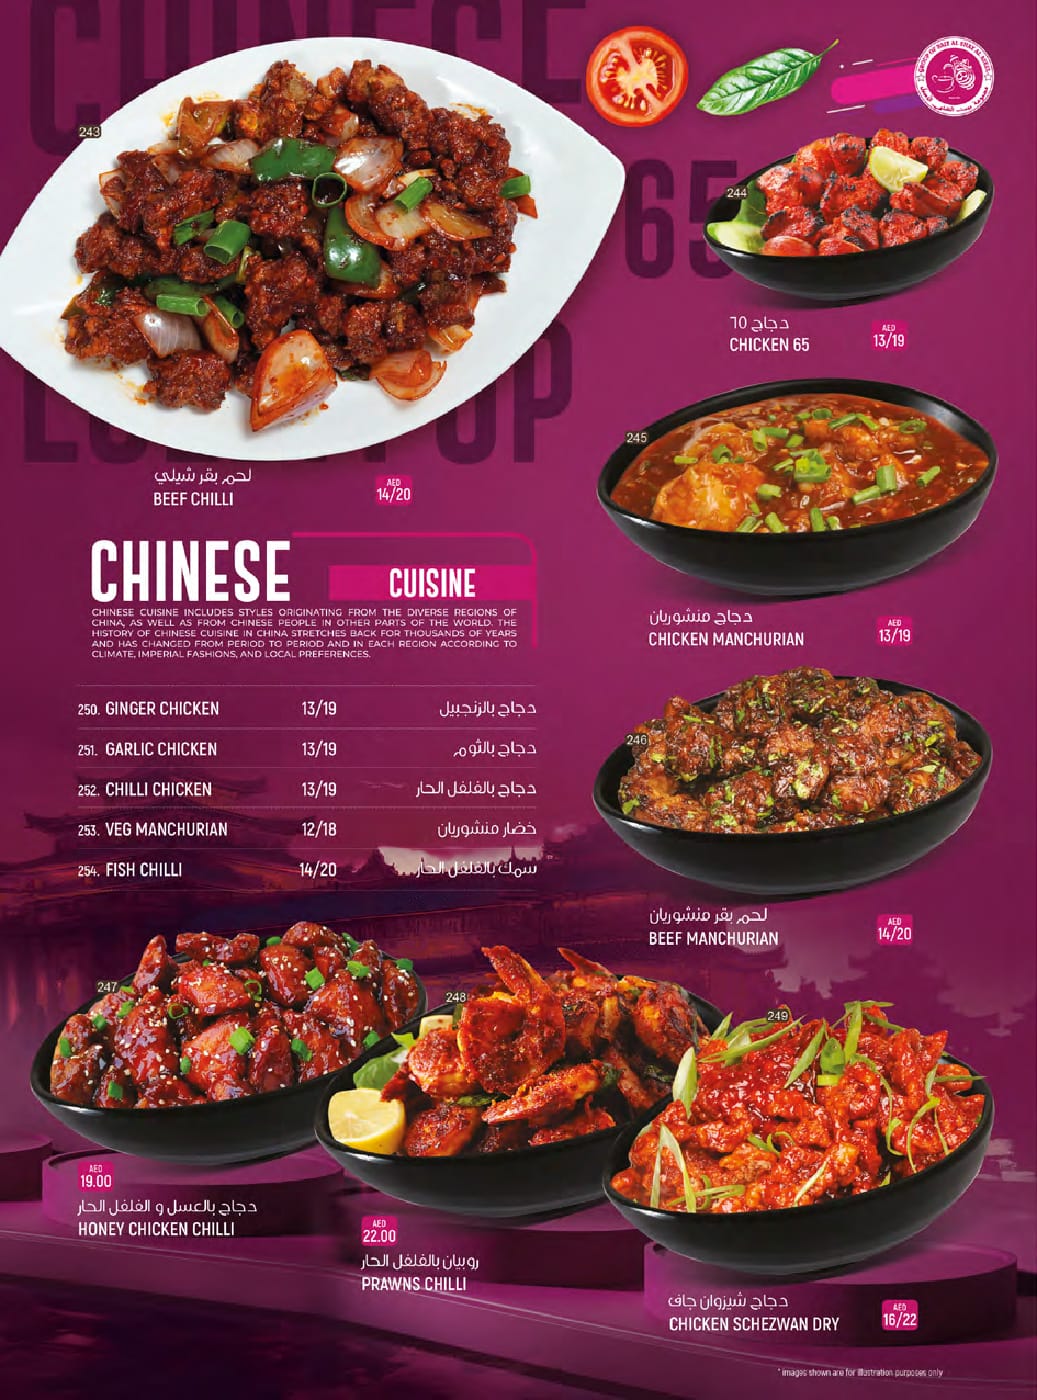 CHINESE
65
LOLLYPOP
243
244
دجاج ٦٥
CHICKEN 65
AED
13/19
245
لحم بقر شيلي
BEEF CHILLI
AED
14/20
CHINESE
CUISINE
CHINESE CUISINE INCLUDES STYLES ORIGINATING FROM THE DIVERSE REGIONS OF
CHINA, AS WELL AS FROM CHINESE PEOPLE IN OTHER PARTS OF THE WORLD. THE
HISTORY OF CHINESE CUISINE IN CHINA STRETCHES BACK FOR THOUSANDS OF YEARS
AND HAS CHANGED FROM PERIOD TO PERIOD AND IN EACH REGION ACCORDING TO
CLIMATE, IMPERIAL FASHIONS, AND LOCAL PREFERENCES.
دجاج منشوريان
CHICKEN MANCHURIAN
AED
13/19
250. GINGER CHICKEN 13/19 دجاج بالزنجبيل
251. GARLIC CHICKEN 13/19 دجاج بالثوم
252. CHILLI CHICKEN 13/19 دجاج بالفلفل الحار
253. VEG MANCHURIAN 12/18 خضار منشوريان
254. FISH CHILLI 14/20 سمك بالفلفل الحار
246
لحم بقر منشوريان
BEEF MANCHURIAN
AED
14/20
247
248
249
AED
19.00
دجاج بالعسل و الفلفل الحار
HONEY CHICKEN CHILLI
AED
22.00
روبيان بالفلفل الحار
PRAWNS CHILLI
دجاج شيزوان جاف
CHICKEN SCHEZWAN DRY
AED
16/22
*images shown are for illustration purposes only